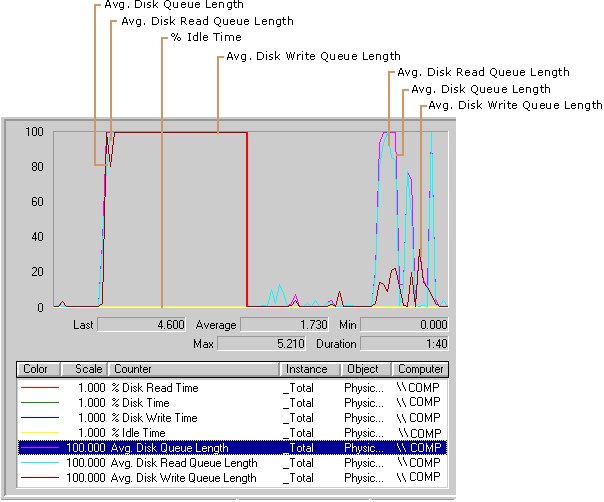 Avg. Disk Queue Length
Avg. Disk Read Queue Length
% Idle Time
Avg. Disk Write Queue Length
Avg. Disk Read Queue Length
Avg. Disk Queue Length
Avg. Disk Write Queue Length
100
80
60
40
20
0
Last 4.600 Average 1.730 Min 0.000
Max 5.210 Duration 1:40
Color Scale Counter Instance Object Computer
1.000 % Disk Read Time _Total Physic... \\COMP
1.000 % Disk Time _Total Physic... \\COMP
1.000 % Disk Write Time _Total Physic... \\COMP
1.000 % Idle Time _Total Physic... \\COMP
100.000 Avg. Disk Queue Length _Total Physic... \\COMP
100.000 Avg. Disk Read Queue Length _Total Physic... \\COMP
100.000 Avg. Disk Write Queue Length _Total Physic... \\COMP